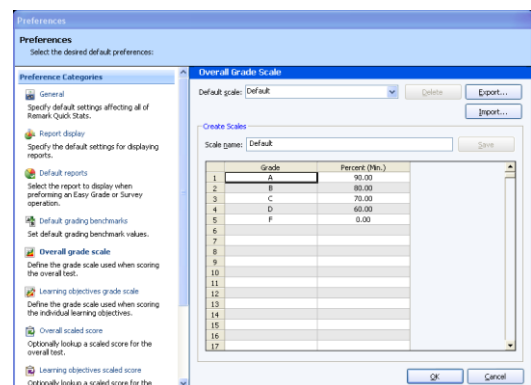 Preferences
Preferences
Select the desired default preferences:
Preference Categories
General
Specify default settings affecting all of
Remark Quick Stats.
Report display
Specify the default settings for displaying
reports.
Default reports
Select the report to display when
preforming an Easy Grade or Survey
operation.
Default grading benchmarks
Set default grading benchmark values.
Overall grade scale
Define the grade scale used when scoring
the overall test.
Learning objectives grade scale
Define the grade scale used when scoring
the individual learning objectives.
Overall scaled score
Optionally lookup a scaled score for the
overall test.
Learning objectives scaled score
Optionally lookup a scaled score for the
Overall Grade Scale
Default scale: Default Delete Export...
Import...
Create Scales
Scale name: Default Save
Grade Percent (Min.)
1 A 90.00
2 B 80.00
3 C 70.00
4 D 60.00
5 F 0.00
6
7
8
9
10
11
12
13
14
15
16
17
OK Cancel